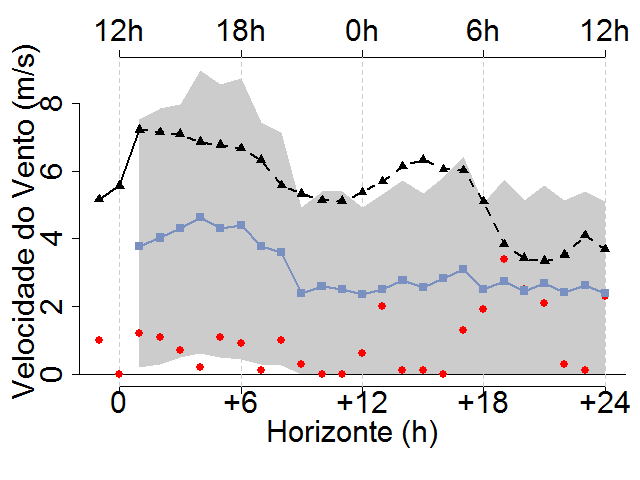 12h 18h 0h 6h 12h
Velocidade do Vento (m/s)
8
6
4
2
0
0 +6 +12 +18 +24
Horizonte (h)